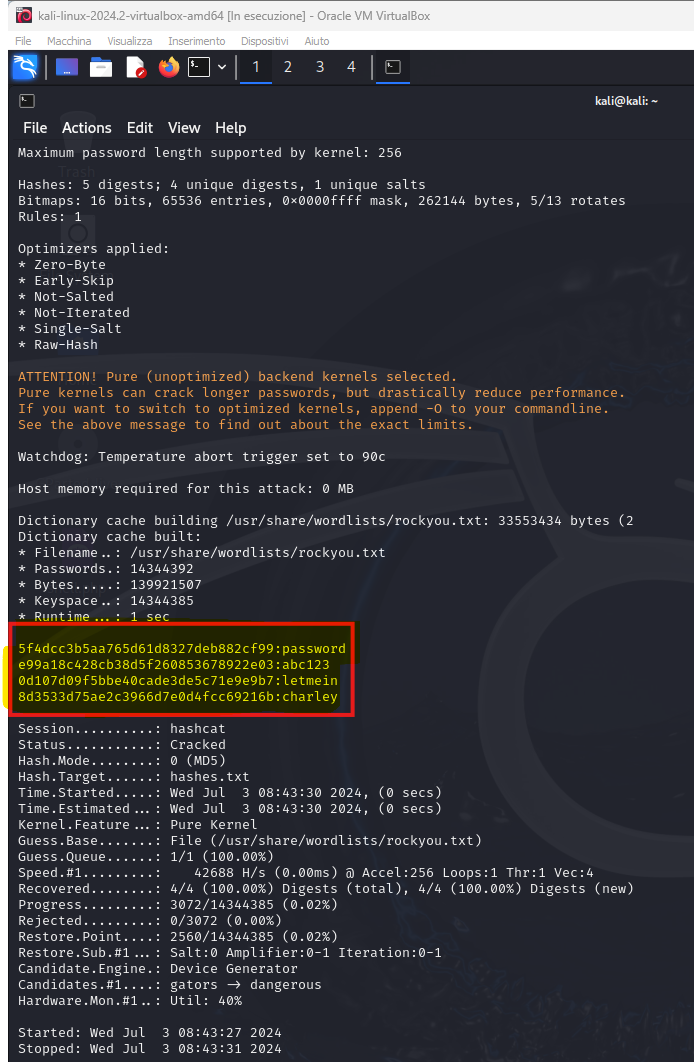 kali-linux-2024.2-virtualbox-amd64 [In esecuzione] - Oracle VM VirtualBox
File Macchina Visualizza Inserimento Dispositivi Aiuto
1 2 3 4
kali@kali: ~
File Actions Edit View Help
Maximum password length supported by kernel: 256
Trash
Hashes: 5 digests; 4 unique digests, 1 unique salts
Bitmaps: 16 bits, 65536 entries, 0x0000ffff mask, 262144 bytes, 5/13 rotates
Rules: 1
Optimizers applied:
* Zero-Byte
* Early-Skip
* Not-Salted
* Not-Iterated
* Single-Salt
* Raw-Hash
ATTENTION! Pure (unoptimized) backend kernels selected.
Pure kernels can crack longer passwords, but drastically reduce performance.
If you want to switch to optimized kernels, append -O to your commandline.
See the above message to find out about the exact limits.
Watchdog: Temperature abort trigger set to 90c
Host memory required for this attack: 0 MB
Dictionary cache building /usr/share/wordlists/rockyou.txt: 33553434 bytes (2
Dictionary cache built:
* Filename..: /usr/share/wordlists/rockyou.txt
* Passwords.: 14344392
* Bytes.....: 139921507
* Keyspace..: 14344385
* Runtime...: 1 sec
5f4dcc3b5aa765d61d8327deb882cf99:password
e99a18c428cb38d5f260853678922e03:abc123
0d107d09f5bbe40cade3de5c71e9e9b7:letmein
8d3533d75ae2c3966d7e0d4fcc69216b:charley
Session..........: hashcat
Status...........: Cracked
Hash.Mode........: 0 (MD5)
Hash.Target......: hashes.txt
Time.Started.....: Wed Jul  3 08:43:30 2024, (0 secs)
Time.Estimated...: Wed Jul  3 08:43:30 2024, (0 secs)
Kernel.Feature...: Pure Kernel
Guess.Base.......: File (/usr/share/wordlists/rockyou.txt)
Guess.Queue......: 1/1 (100.00%)
Speed.#1.........:    42688 H/s (0.00ms) @ Accel:256 Loops:1 Thr:1 Vec:4
Recovered........: 4/4 (100.00%) Digests (total), 4/4 (100.00%) Digests (new)
Progress.........: 3072/14344385 (0.02%)
Rejected.........: 0/3072 (0.00%)
Restore.Point....: 2560/14344385 (0.02%)
Restore.Sub.#1...: Salt:0 Amplifier:0-1 Iteration:0-1
Candidate.Engine.: Device Generator
Candidates.#1....: gators -> dangerous
Hardware.Mon.#1..: Util: 40%
Started: Wed Jul  3 08:43:27 2024
Stopped: Wed Jul  3 08:43:31 2024